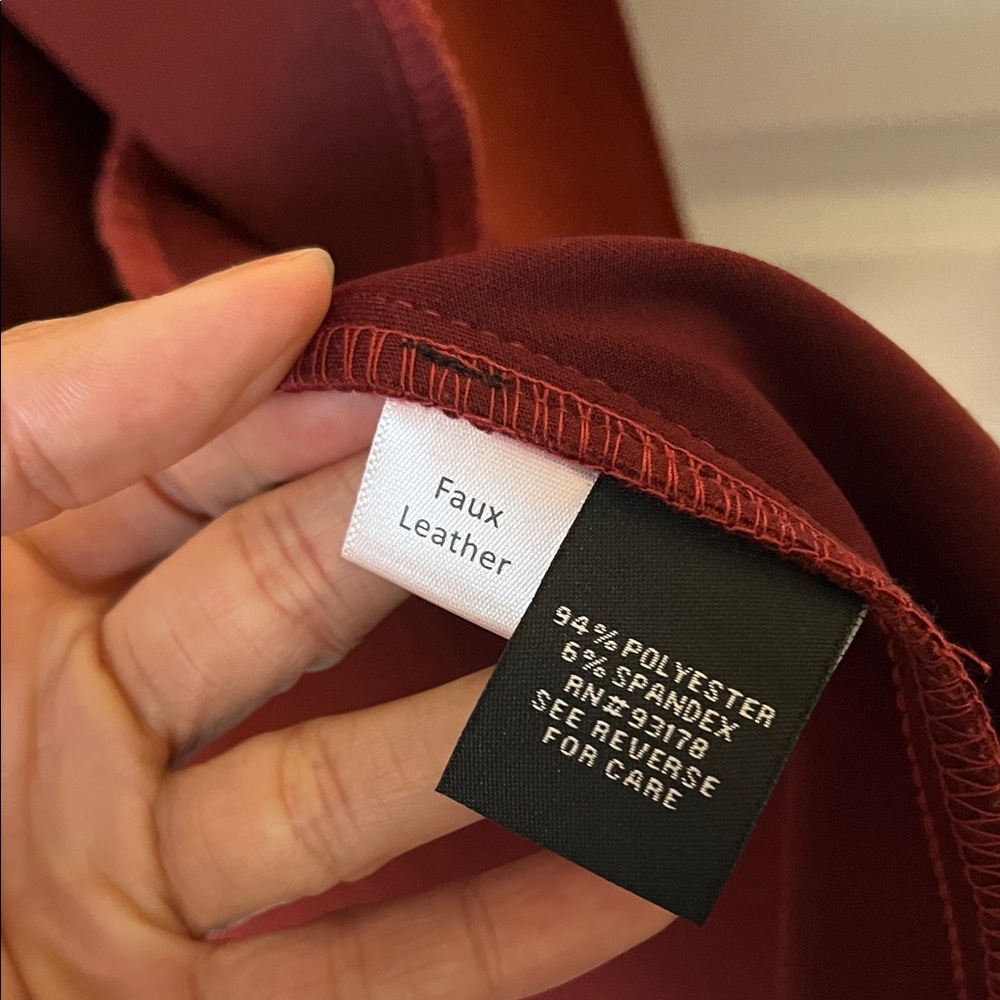 Faux
Leather
94% POLYESTER
6% SPANDEX
RN#93178
SEE REVERSE
FOR CARE